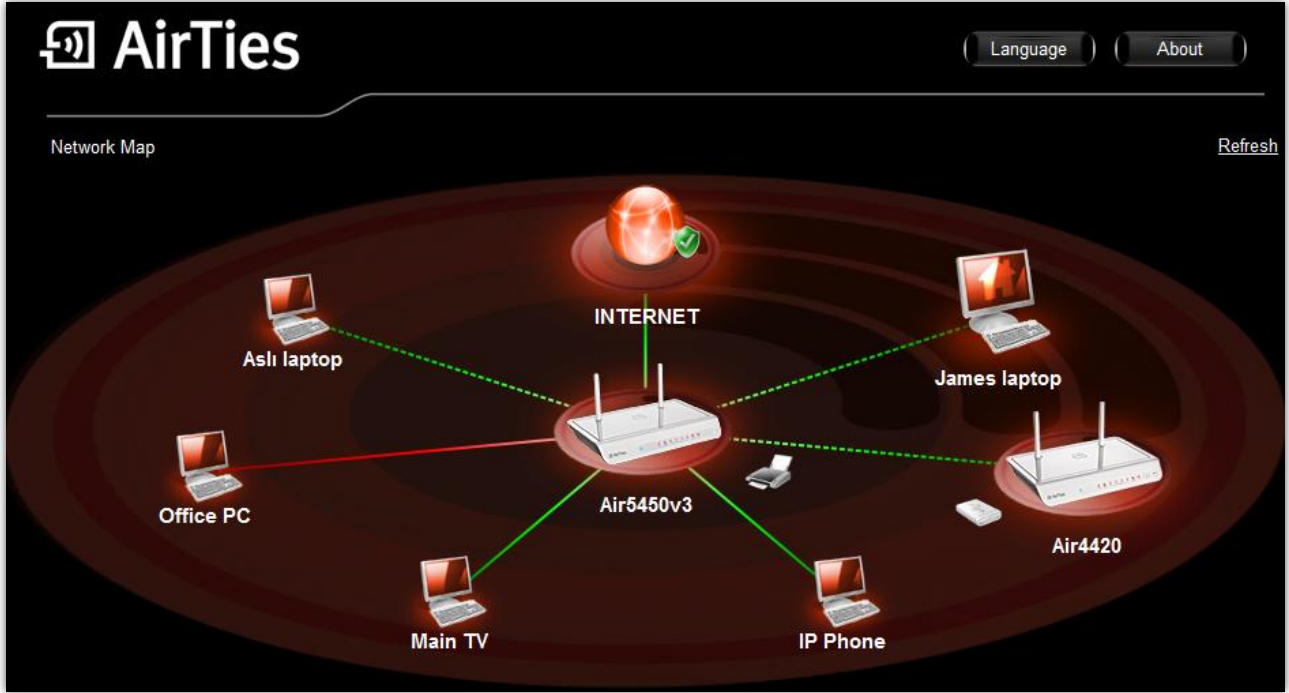 AirTies
Language
About
Network Map
Refresh
INTERNET
Aslı laptop
James laptop
Air5450v3
Office PC
Air4420
Main TV
IP Phone